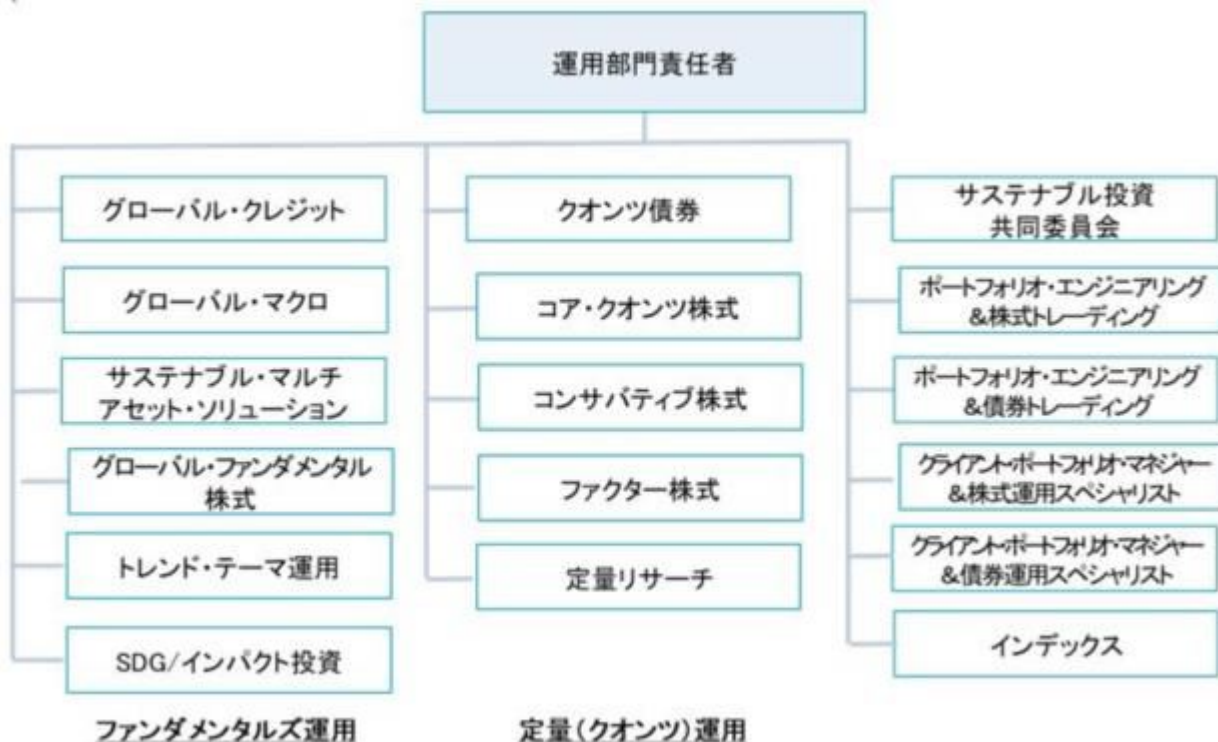 運用部門責任者
グローバル・クレジット
グローバル・マクロ
サステナブル・マルチ
アセット・ソリューション
グローバル・ファンダメンタル
株式
トレンド・テーマ運用
SDG/インパクト投資
ファンダメンタルズ運用
クオンツ債券
コア・クオンツ株式
コンサバティブ株式
ファクター株式
定量リサーチ
定量(クオンツ)運用
サステナブル投資
共同委員会
ポートフォリオ・エンジニアリング
&株式トレーディング
ポートフォリオ・エンジニアリング
&債券トレーディング
クライアント・ポートフォリオ・マネジャー
&株式運用スペシャリスト
クライアント・ポートフォリオ・マネジャー
&債券運用スペシャリスト
インデックス